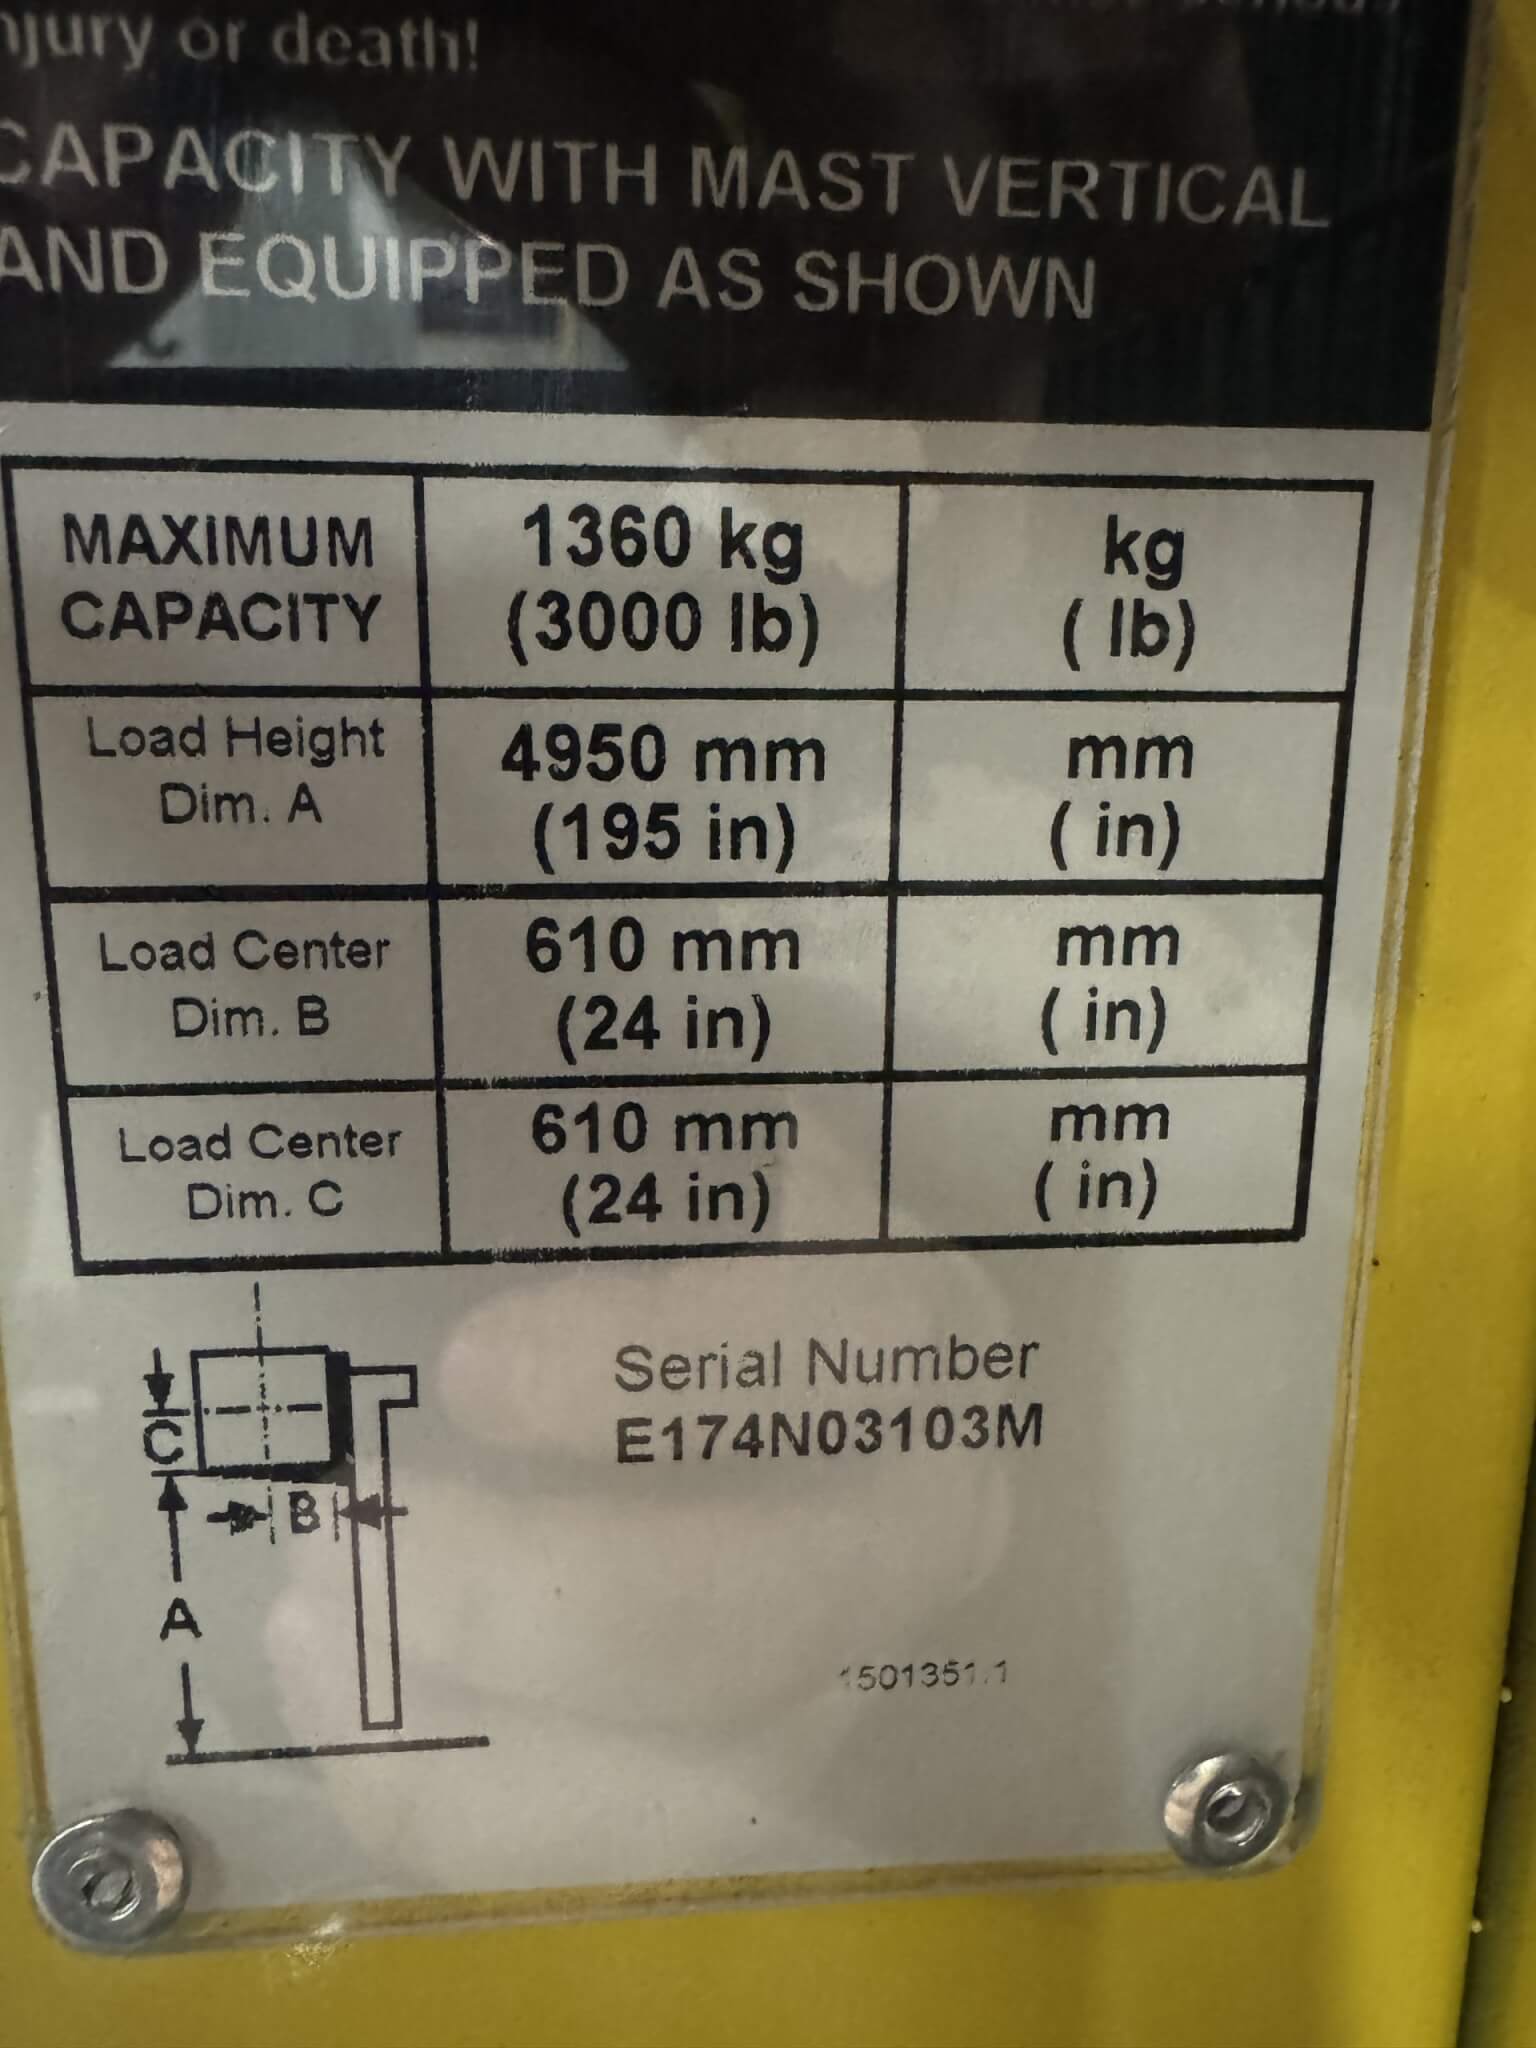 injury or death!
CAPACITY WITH MAST VERTICAL
AND EQUIPPED AS SHOWN
MAXIMUM CAPACITY
1360 kg
(3000 lb)
kg
( lb)
Load Height
Dim. A
4950 mm
(195 in)
mm
( in)
Load Center
Dim. B
610 mm
(24 in)
mm
( in)
Load Center
Dim. C
610 mm
(24 in)
mm
( in)
C
B
A
Serial Number
E174N03103M
1501351.1